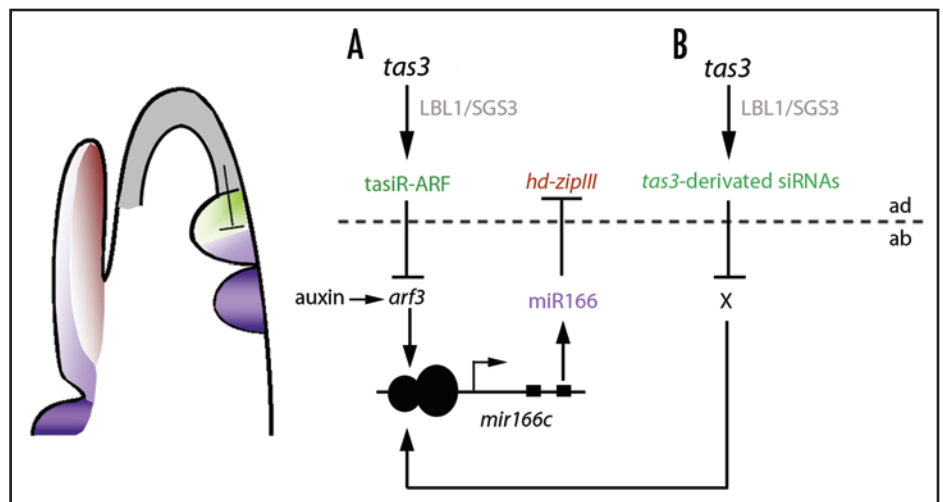 A
B
tas3
tas3
LBL1/SGS3
LBL1/SGS3
tasiR-ARF
hd-zipIII
tas3-derivated siRNAs
ad
ab
auxin
arf3
miR166
X
mir166c